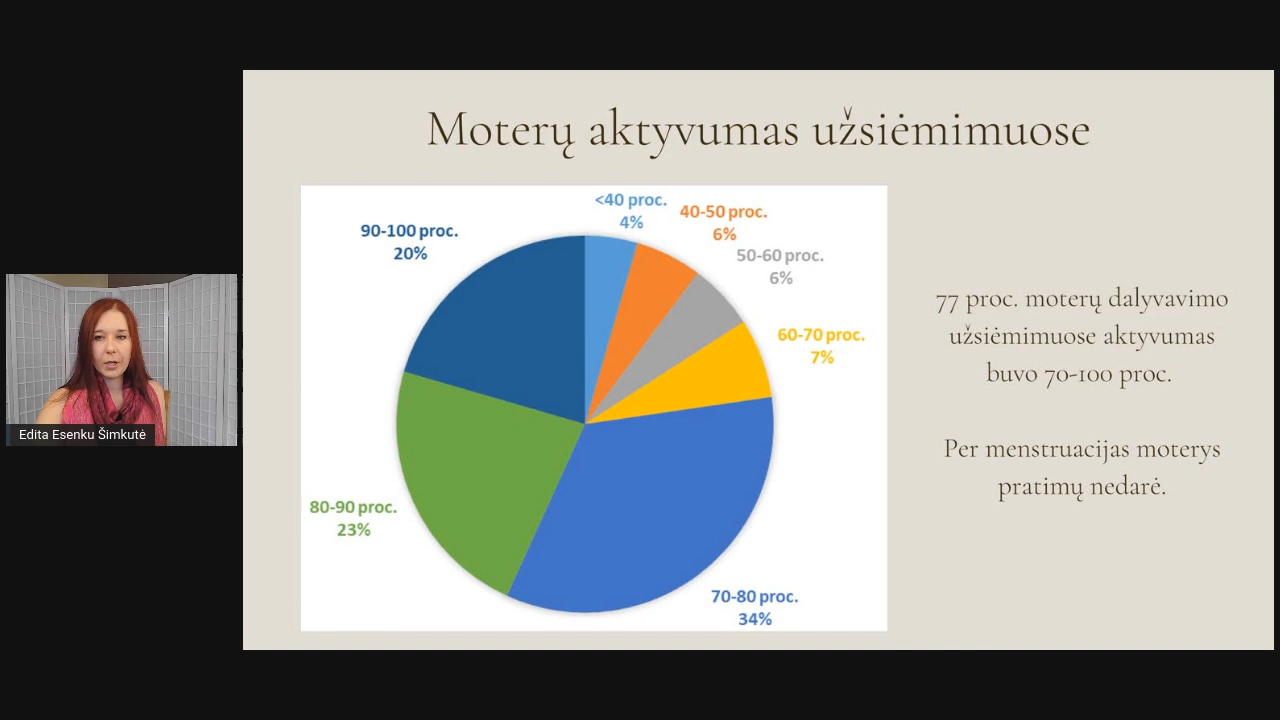 Moterų aktyvumas užsiėmimuose
<40 proc.
4%
40-50 proc.
6%
50-60 proc.
6%
60-70 proc.
7%
70-80 proc.
34%
80-90 proc.
23%
90-100 proc.
20%
77 proc. moterų dalyvavimo
užsiėmimuose aktyvumas
buvo 70-100 proc.
Per menstruacijas moterys
pratimų nedarė.
Edita Esenku Šimkutė